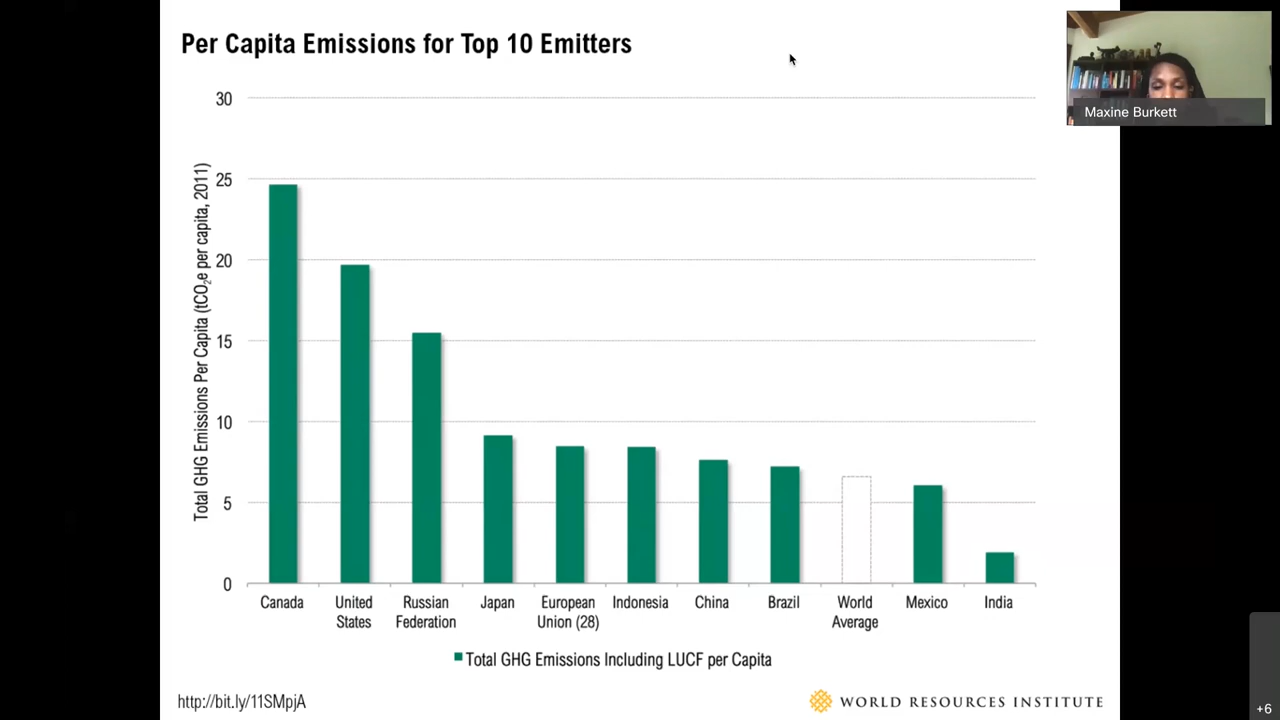 Per Capita Emissions for Top 10 Emitters
Maxine Burkett
Total GHG Emissions Per Capita (tCO₂e per capita, 2011)
30
25
20
15
10
5
0
Canada
United
States
Russian
Federation
Japan
European
Union (28)
Indonesia
China
Brazil
World
Average
Mexico
India
Total GHG Emissions Including LUCF per Capita
http://bit.ly/11SMpjA
WORLD RESOURCES INSTITUTE
+6